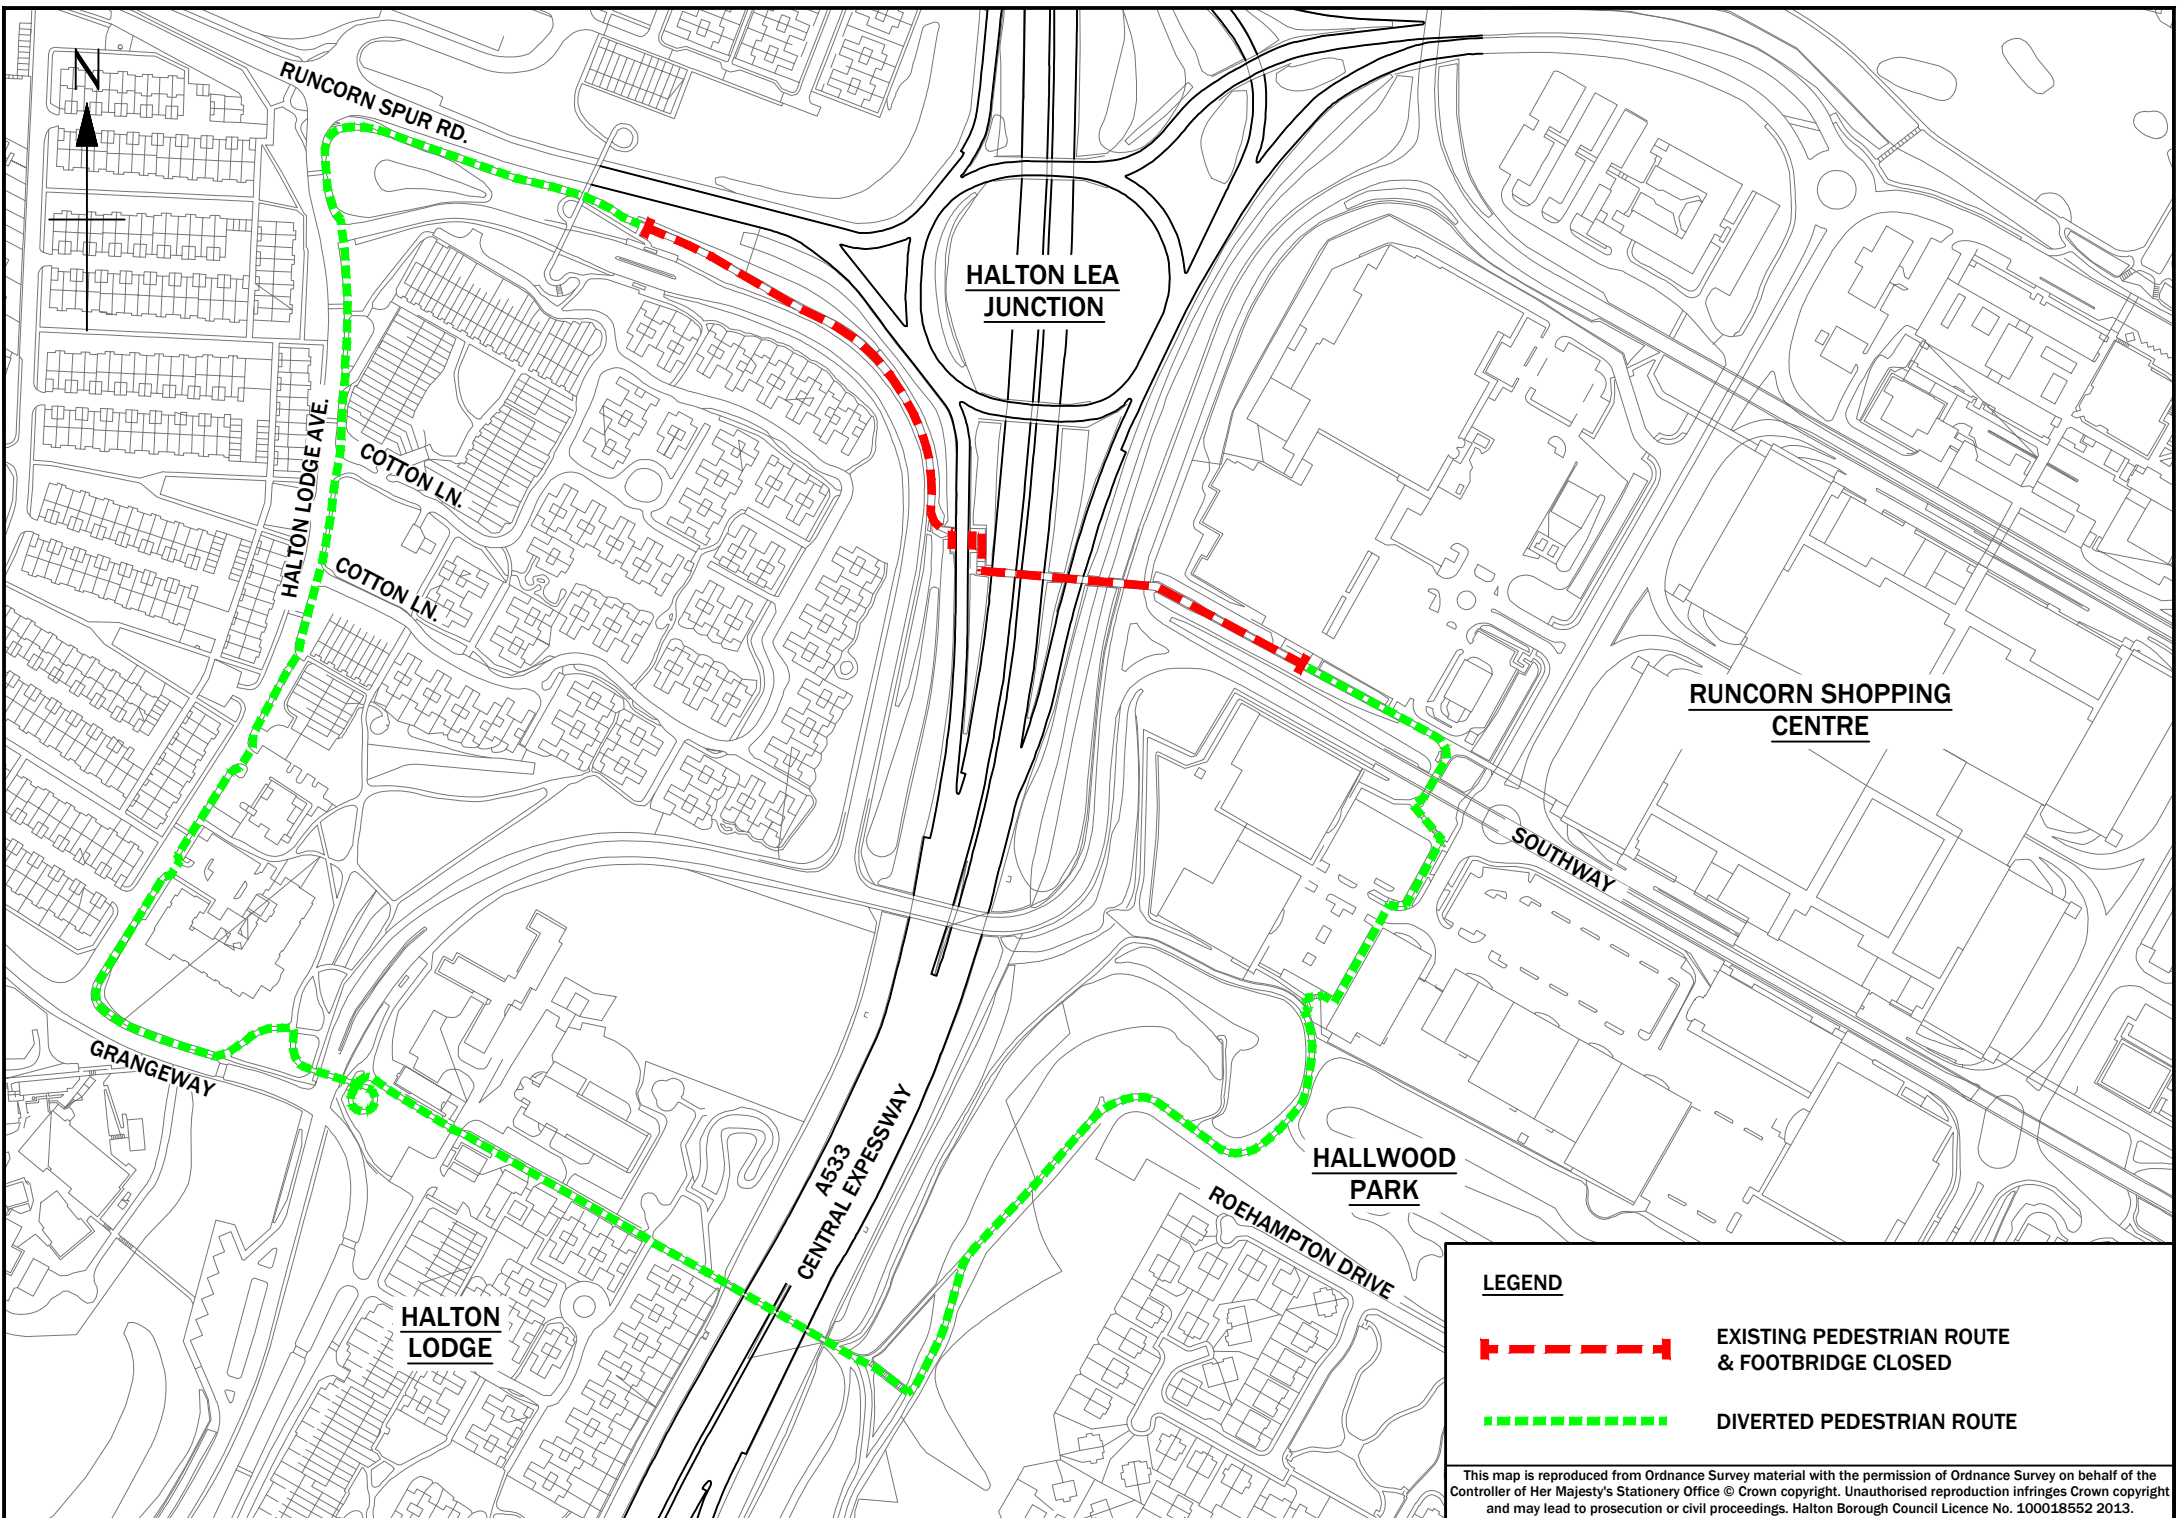 N
RUNCORN SPUR RD.
HALTON LEA
JUNCTION
HALTON LODGE AVE.
COTTON LN.
COTTON LN.
RUNCORN SHOPPING
CENTRE
SOUTHWAY
GRANGEWAY
A533
CENTRAL EXPESSWAY
HALLWOOD
PARK
ROEHAMPTON DRIVE
HALTON
LODGE
LEGEND
EXISTING PEDESTRIAN ROUTE
& FOOTBRIDGE CLOSED
DIVERTED PEDESTRIAN ROUTE
This map is reproduced from Ordnance Survey material with the permission of Ordnance Survey on behalf of the
Controller of Her Majesty's Stationery Office © Crown copyright. Unauthorised reproduction infringes Crown copyright
and may lead to prosecution or civil proceedings. Halton Borough Council Licence No. 100018552 2013.